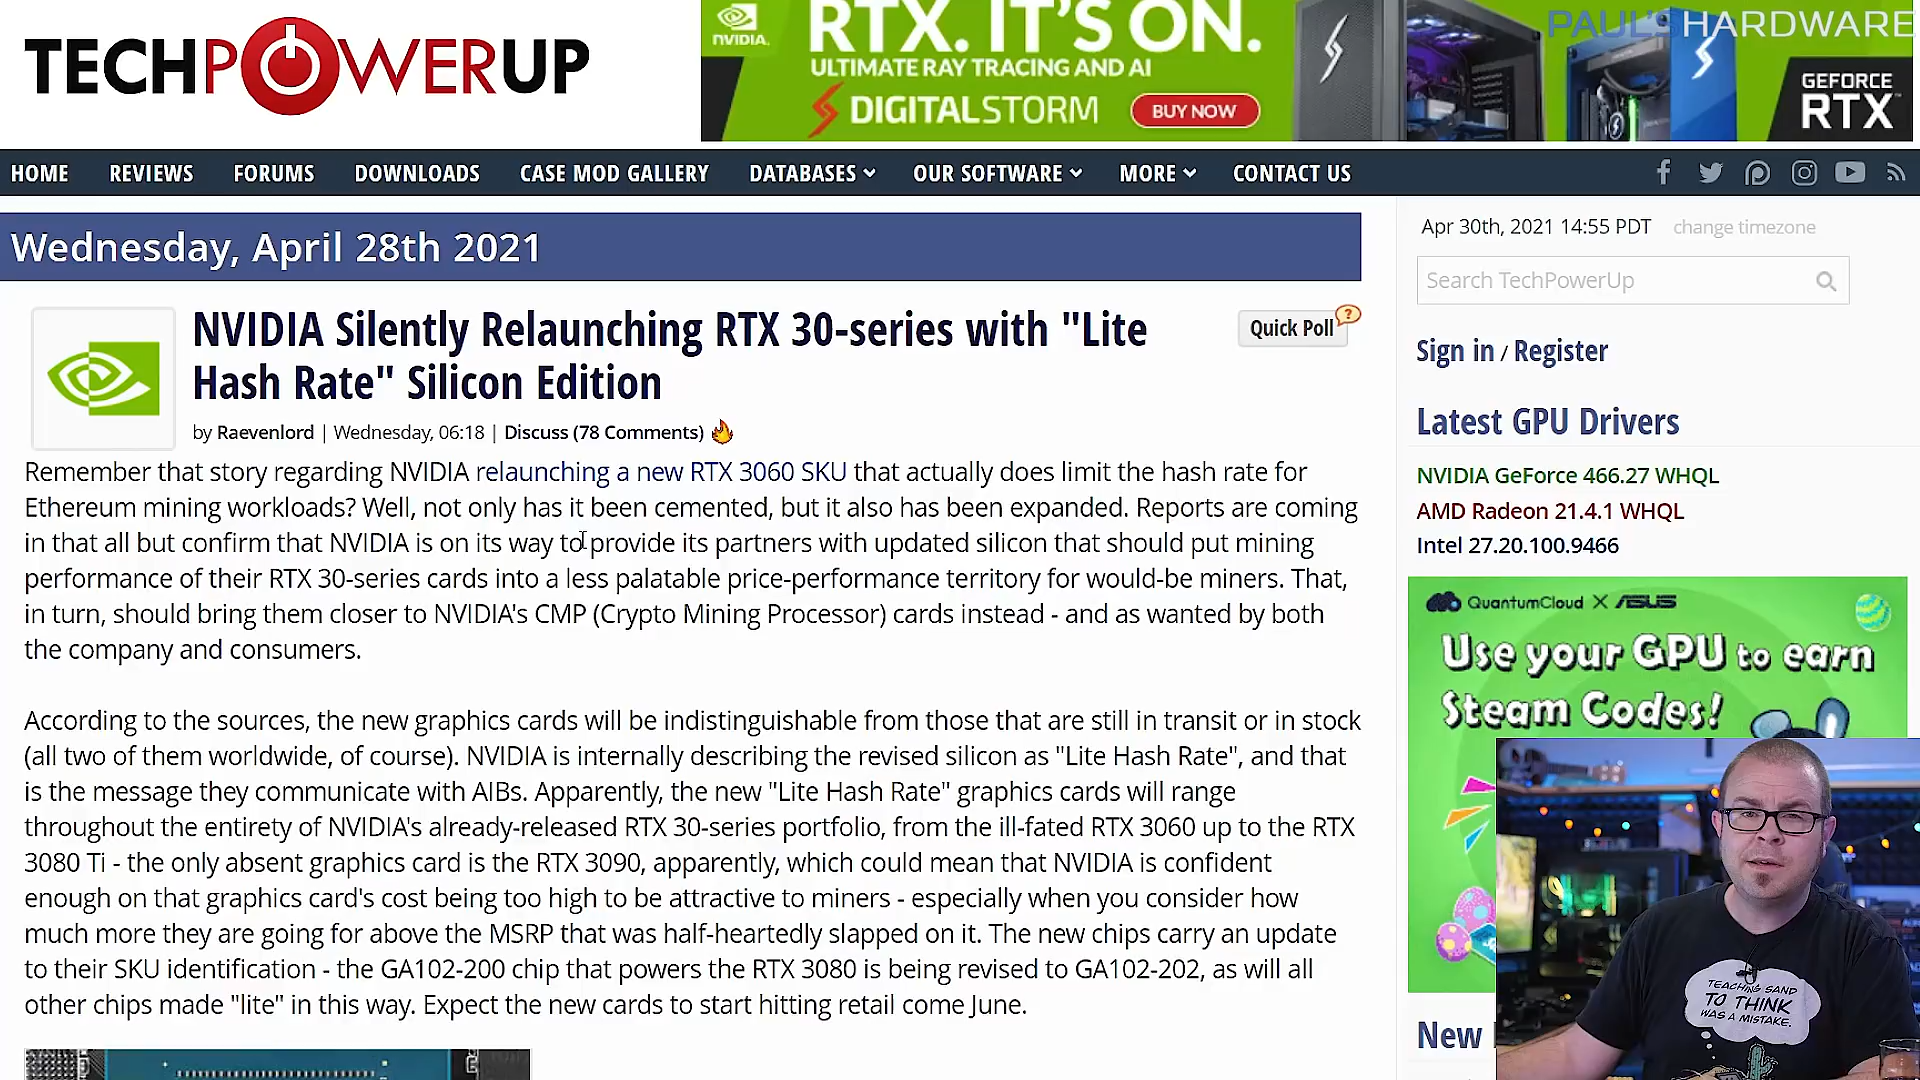 TECHPOWERUP
NVIDIA.
RTX. IT'S ON.
ULTIMATE RAY TRACING AND AI
DIGITALSTORM
BUY NOW
PAUL'S HARDWARE
GEFORCE
RTX
HOME REVIEWS FORUMS DOWNLOADS CASE MOD GALLERY DATABASES OUR SOFTWARE MORE CONTACT US
Wednesday, April 28th 2021
NVIDIA Silently Relaunching RTX 30-series with "Lite
Hash Rate" Silicon Edition
Quick Poll
?
by Raevenlord | Wednesday, 06:18 | Discuss (78 Comments)
Remember that story regarding NVIDIA relaunching a new RTX 3060 SKU that actually does limit the hash rate for
Ethereum mining workloads? Well, not only has it been cemented, but it also has been expanded. Reports are coming
in that all but confirm that NVIDIA is on its way to provide its partners with updated silicon that should put mining
performance of their RTX 30-series cards into a less palatable price-performance territory for would-be miners. That,
in turn, should bring them closer to NVIDIA's CMP (Crypto Mining Processor) cards instead - and as wanted by both
the company and consumers.
According to the sources, the new graphics cards will be indistinguishable from those that are still in transit or in stock
(all two of them worldwide, of course). NVIDIA is internally describing the revised silicon as "Lite Hash Rate", and that
is the message they communicate with AIBs. Apparently, the new "Lite Hash Rate" graphics cards will range
throughout the entirety of NVIDIA's already-released RTX 30-series portfolio, from the ill-fated RTX 3060 up to the RTX
3080 Ti - the only absent graphics card is the RTX 3090, apparently, which could mean that NVIDIA is confident
enough on that graphics card's cost being too high to be attractive to miners - especially when you consider how
much more they are going for above the MSRP that was half-heartedly slapped on it. The new chips carry an update
to their SKU identification - the GA102-200 chip that powers the RTX 3080 is being revised to GA102-202, as will all
other chips made "lite" in this way. Expect the new cards to start hitting retail come June.
Apr 30th, 2021 14:55 PDT change timezone
Search TechPowerUp
Sign in / Register
Latest GPU Drivers
NVIDIA GeForce 466.27 WHQL
AMD Radeon 21.4.1 WHQL
Intel 27.20.100.9466
QuantumCloud X ASUS
Use your GPU to earn
Steam Codes!
New
TEACHING SAND
TO THINK
WAS A MISTAKE.